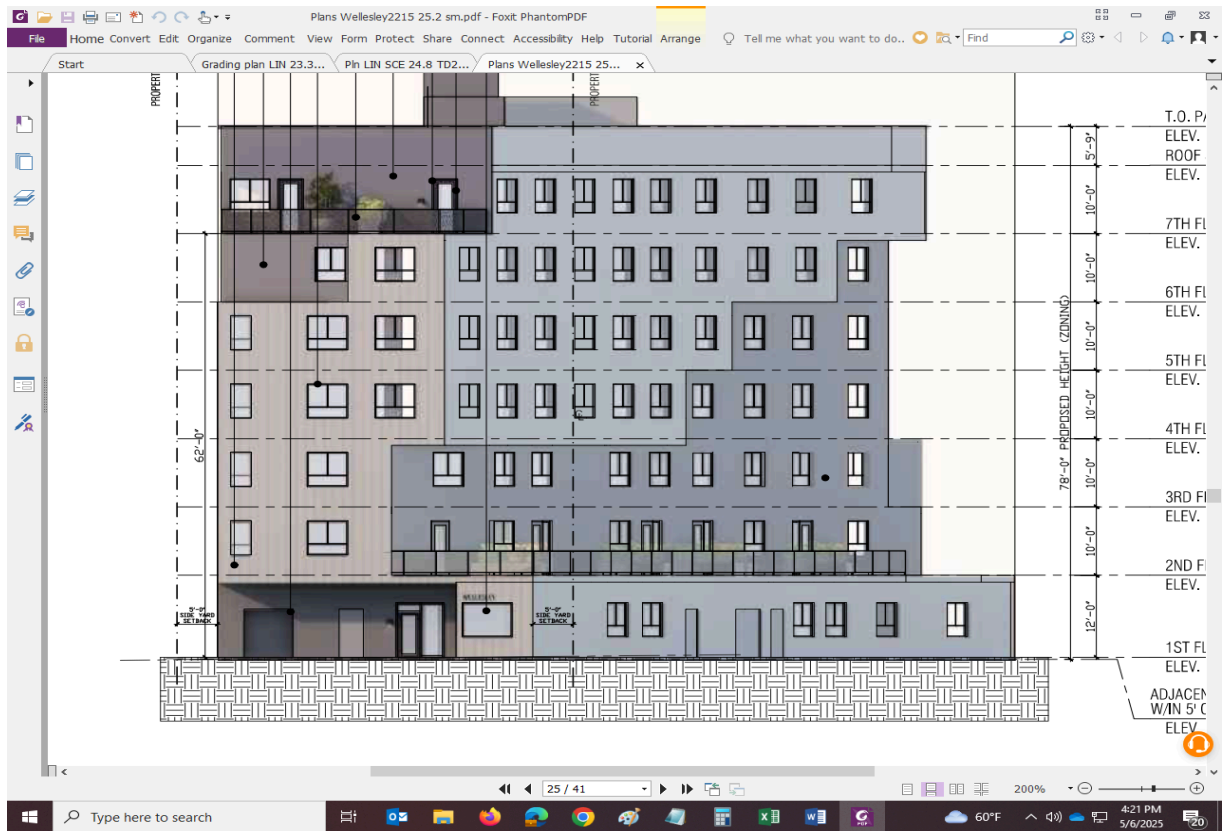 Plans Wellesley2215 25.2 sm.pdf - Foxit PhantomPDF
File Home Convert Edit Organize Comment View Form Protect Share Connect Accessibility Help Tutorial Arrange Tell me what you want to do.. Find
Start Grading plan LIN 23.3... Pln LIN SCE 24.8 TD2... Plans Wellesley2215 25...
PROPERT
PROPERT
T.O. PA
ELEV.
5'-9"
ROOF
ELEV.
10'-0"
7TH FL
ELEV.
10'-0"
6TH FL
ELEV.
10'-0"
5TH FL
ELEV.
10'-0"
4TH FL
ELEV.
10'-0"
3RD FI
ELEV.
10'-0"
2ND FI
ELEV.
12'-0"
1ST FL
ELEV.
78'-0" PROPOSED HEIGHT (ZONING)
62'-0"
WELLESLEY
5'-0"
SIDE YARD
SETBACK
5'-0"
SIDE YARD
SETBACK
ADJACEN
W/IN 5' O
ELEV
25 / 41
200%
Type here to search
60°F
4:21 PM
5/6/2025
20